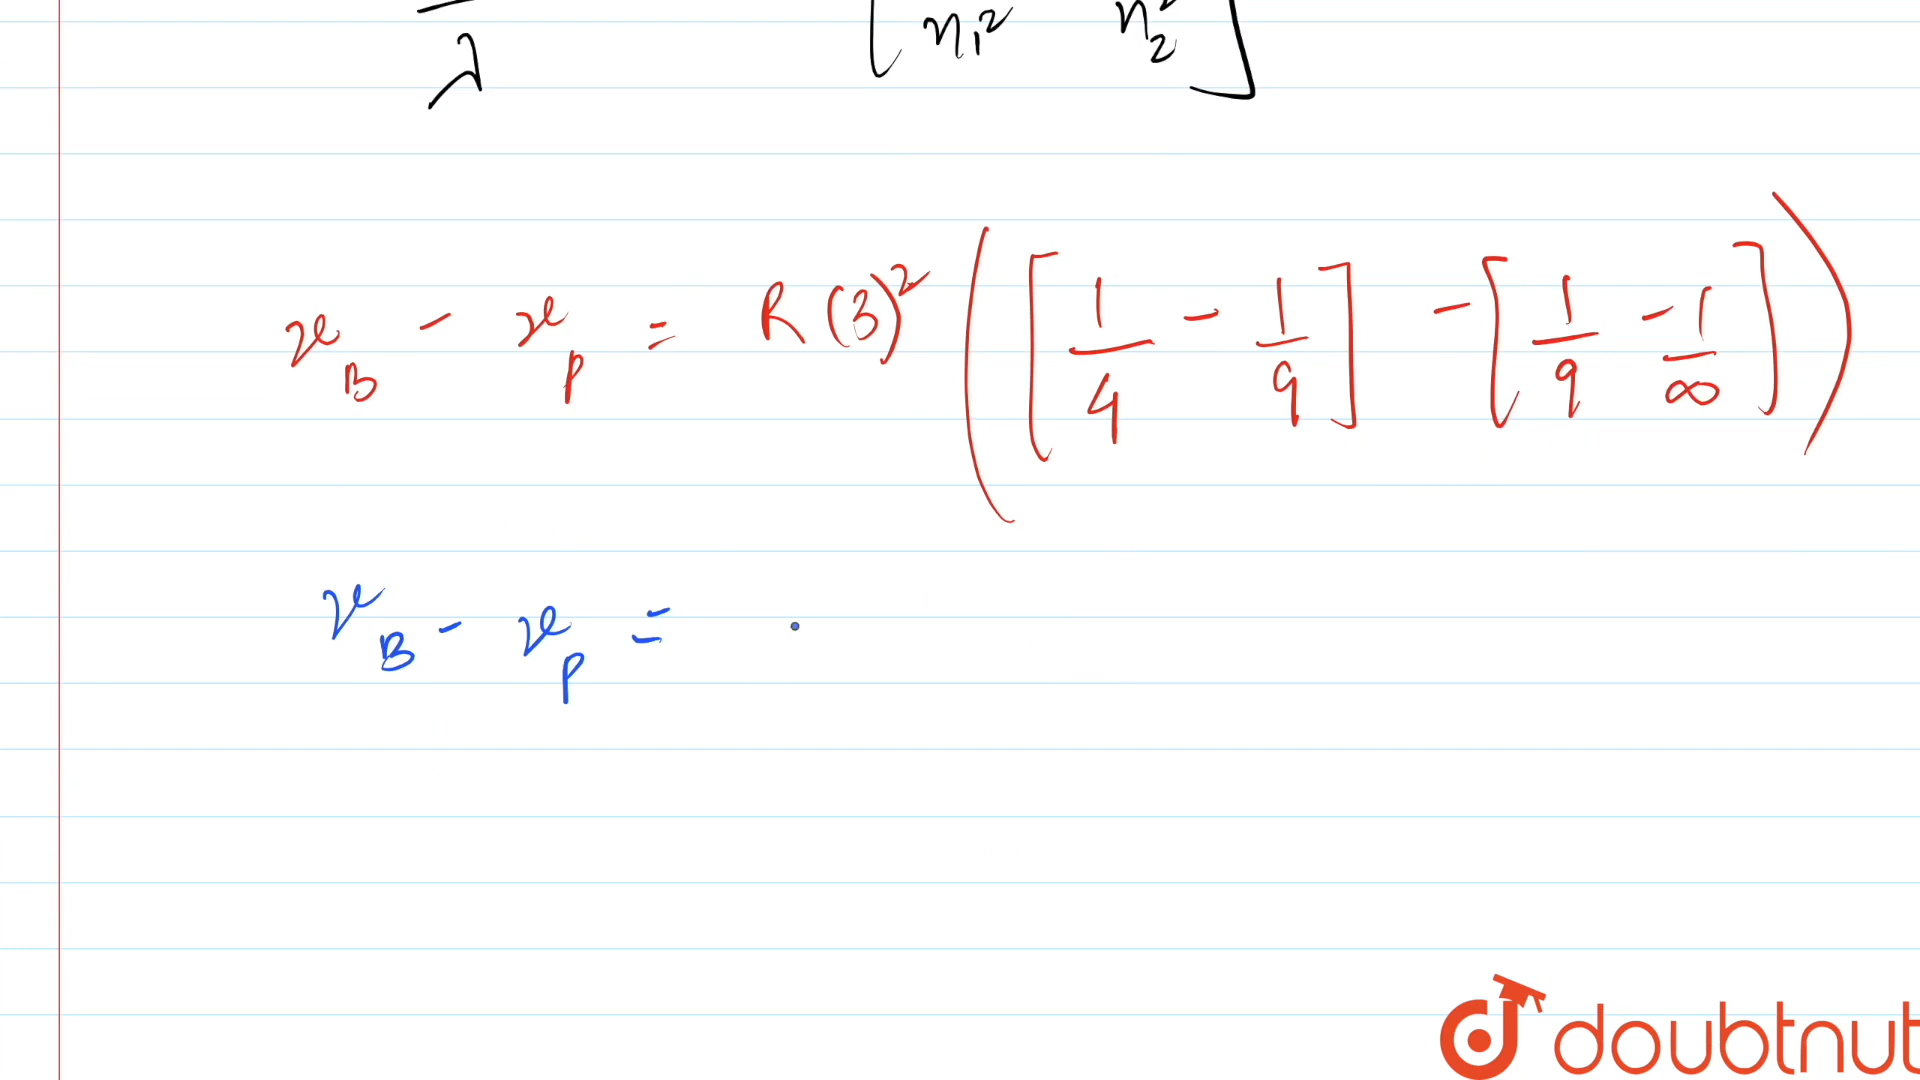 λ [ n₁² n₂² ]
ν_B - ν_P = R(3)² ( [ 1/4 - 1/9 ] - [ 1/9 - 1/∞ ] )
ν_B - ν_P =
doubtnut